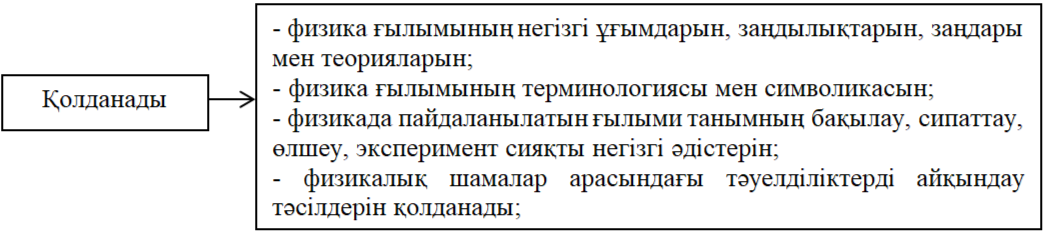 Қолданады
- физика ғылымының негізгі ұғымдарын, заңдылықтарын, заңдары
мен теорияларын;
- физика ғылымының терминологиясы мен символикасын;
- физикада пайдаланылатын ғылыми танымның бақылау, сипаттау,
өлшеу, эксперимент сияқты негізгі әдістерін;
- физикалық шамалар арасындағы тәуелділіктерді айқындау
тәсілдерін қолданады;